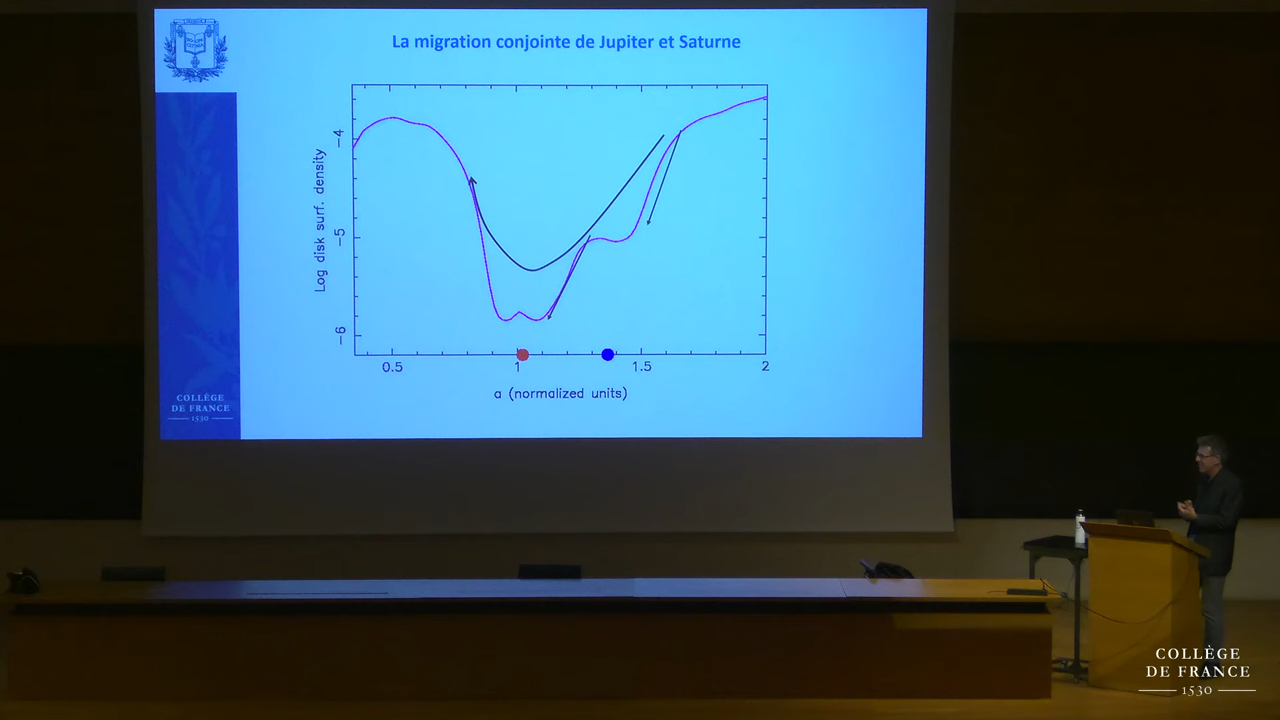 La migration conjointe de Jupiter et Saturne
Log disk surf. density
−4
−5
−6
0.5
1
1.5
2
a (normalized units)
COLLÈGE
DE FRANCE
1530
COLLÈGE
DE FRANCE
1530